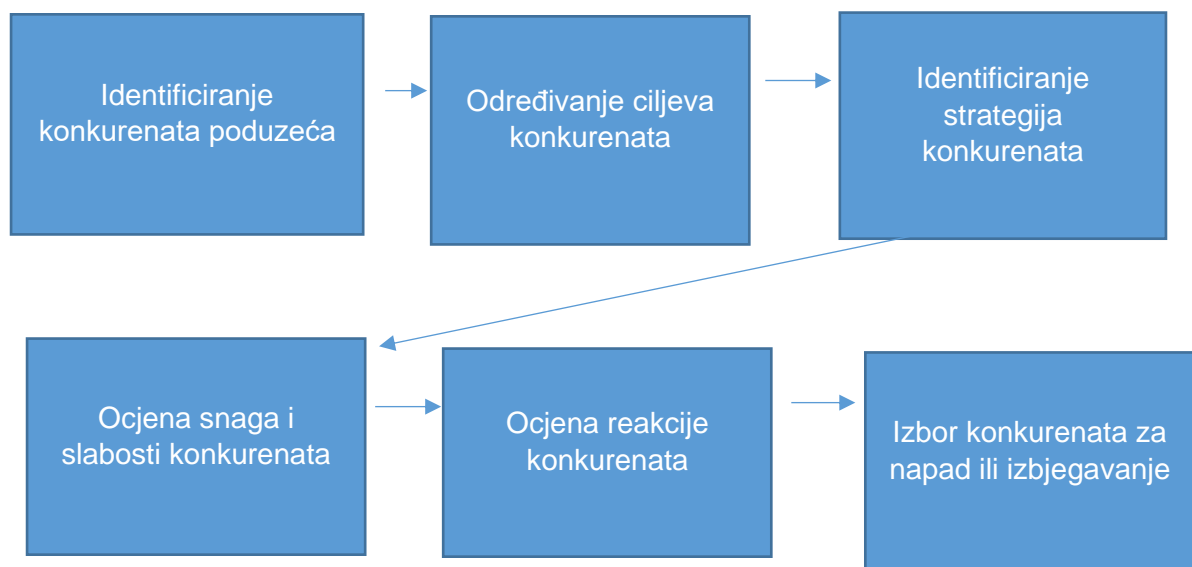 Identificiranje
konkurenata poduzeća
Određivanje ciljeva
konkurenata
Identificiranje
strategija
konkurenata
Ocjena snaga i
slabosti konkurenata
Ocjena reakcije
konkurenata
Izbor konkurenata za
napad ili izbjegavanje